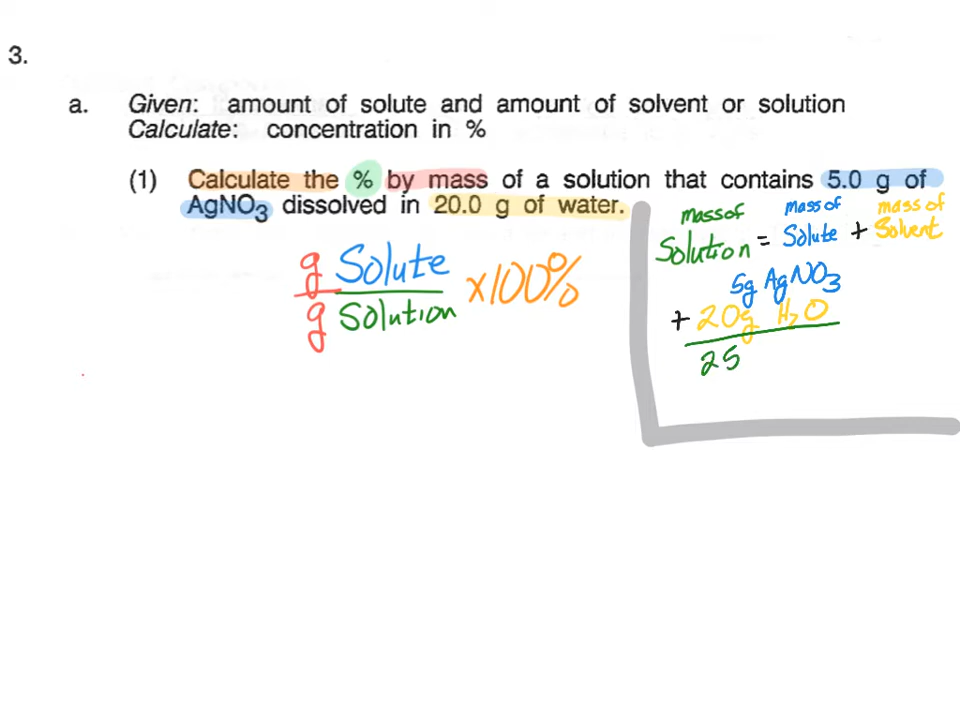 3.
a. Given: amount of solute and amount of solvent or solution
Calculate: concentration in %
(1) Calculate the % by mass of a solution that contains 5.0 g of
AgNO3 dissolved in 20.0 g of water.
g Solute
g Solution
x100%
mass of mass of mass of
Solution = Solute + Solvent
5g AgNO3
+ 20g H2O
25